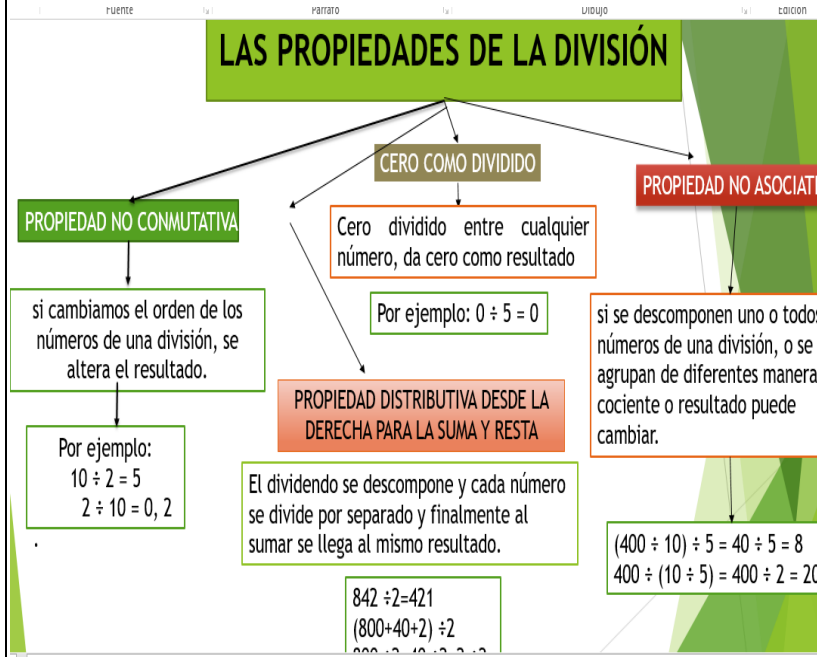 Fuente Párrafo Dibujo Edición
LAS PROPIEDADES DE LA DIVISIÓN
PROPIEDAD NO CONMUTATIVA
si cambiamos el orden de los
números de una división, se
altera el resultado.
Por ejemplo:
10 ÷ 2 = 5
2 ÷ 10 = 0, 2
.
CERO COMO DIVIDIDO
Cero dividido entre cualquier
número, da cero como resultado
Por ejemplo: 0 ÷ 5 = 0
PROPIEDAD DISTRIBUTIVA DESDE LA
DERECHA PARA LA SUMA Y RESTA
El dividendo se descompone y cada número
se divide por separado y finalmente al
sumar se llega al mismo resultado.
842 ÷2=421
(800+40+2) ÷2
PROPIEDAD NO ASOCIATI
si se descomponen uno o todos
números de una división, o se
agrupan de diferentes manera
cociente o resultado puede
cambiar.
(400 ÷ 10) ÷ 5 = 40 ÷ 5 = 8
400 ÷ (10 ÷ 5) = 400 ÷ 2 = 20